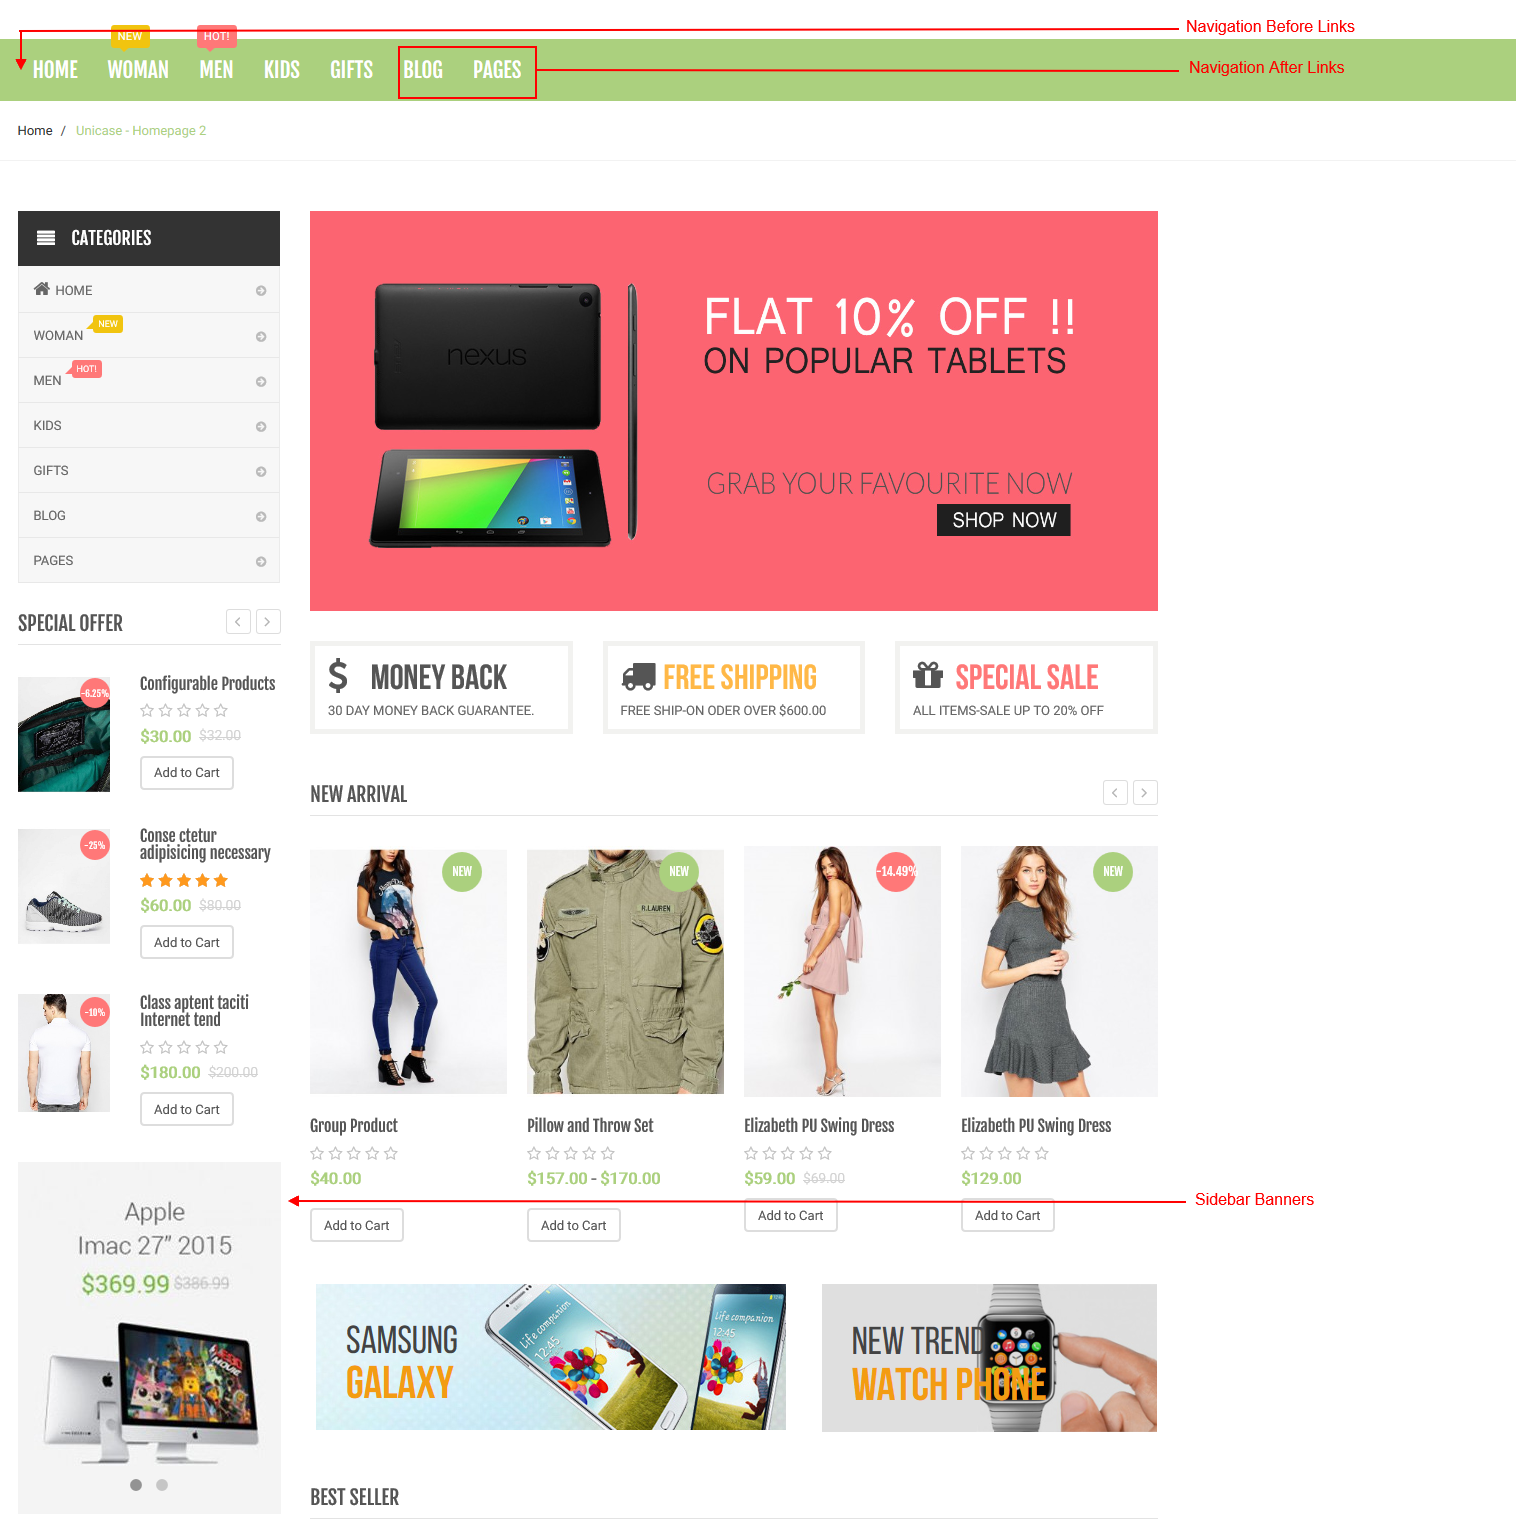 Navigation Before Links
NEW
HOT!
HOME WOMAN MEN KIDS GIFTS BLOG PAGES
Navigation After Links
Home / Unicase - Homepage 2
CATEGORIES
HOME
WOMAN NEW
MEN HOT!
KIDS
GIFTS
BLOG
PAGES
nexus
FLAT 10% OFF !!
ON POPULAR TABLETS
GRAB YOUR FAVOURITE NOW
SHOP NOW
SPECIAL OFFER
-6.25%
Configurable Products
$30.00 $32.00
Add to Cart
-25%
Conse ctetur
adipisicing necessary
$60.00 $80.00
Add to Cart
-10%
Class aptent taciti
Internet tend
$180.00 $200.00
Add to Cart
MONEY BACK
30 DAY MONEY BACK GUARANTEE.
FREE SHIPPING
FREE SHIP-ON ODER OVER $600.00
SPECIAL SALE
ALL ITEMS-SALE UP TO 20% OFF
NEW ARRIVAL
NEW
Group Product
$40.00
Add to Cart
NEW
R.LAUREN
Pillow and Throw Set
$157.00 - $170.00
Add to Cart
-14.49%
Elizabeth PU Swing Dress
$59.00 $69.00
Add to Cart
NEW
Elizabeth PU Swing Dress
$129.00
Add to Cart
Sidebar Banners
Apple
Imac 27” 2015
$369.99 $386.99
SAMSUNG
GALAXY
life companion
12:45
life companion
12:45
NEW TREND
WATCH PHONE
BEST SELLER